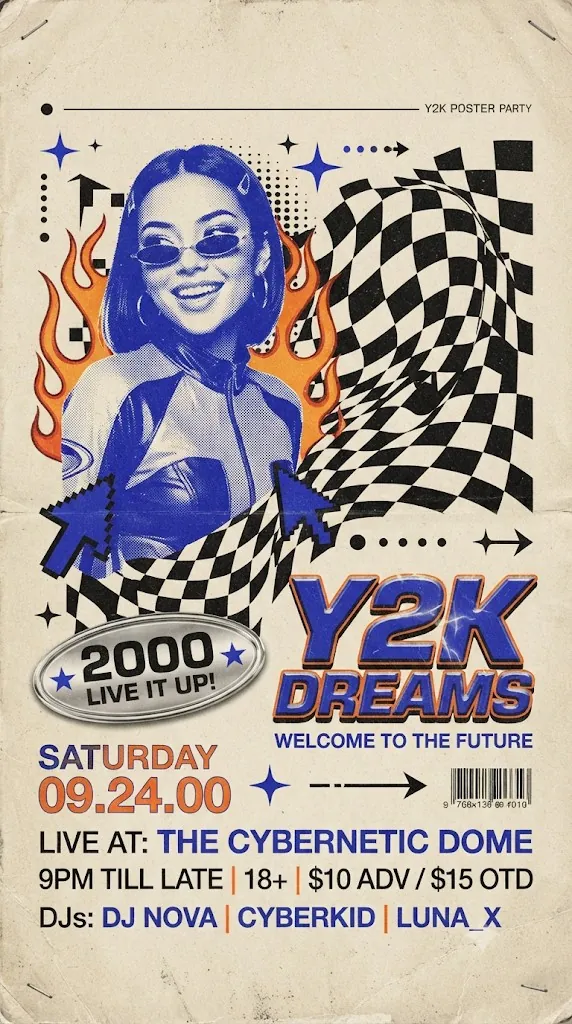 Y2K POSTER PARTY
2000
LIVE IT UP!
Y2K
DREAMS
WELCOME TO THE FUTURE
SATURDAY
09.24.00
LIVE AT: THE CYBERNETIC DOME
9PM TILL LATE | 18+ | $10 ADV / $15 OTD
DJs: DJ NOVA | CYBERKID | LUNA_X